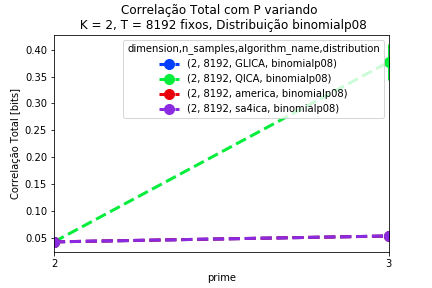 Correlação Total com P variando
K = 2, T = 8192 fixos, Distribuição binomialp08
dimension,n_samples,algorithm_name,distribution
(2, 8192, GLICA, binomialp08)
(2, 8192, QICA, binomialp08)
(2, 8192, america, binomialp08)
(2, 8192, sa4ica, binomialp08)
Correlação Total [bits]
0.40
0.35
0.30
0.25
0.20
0.15
0.10
0.05
2
3
prime